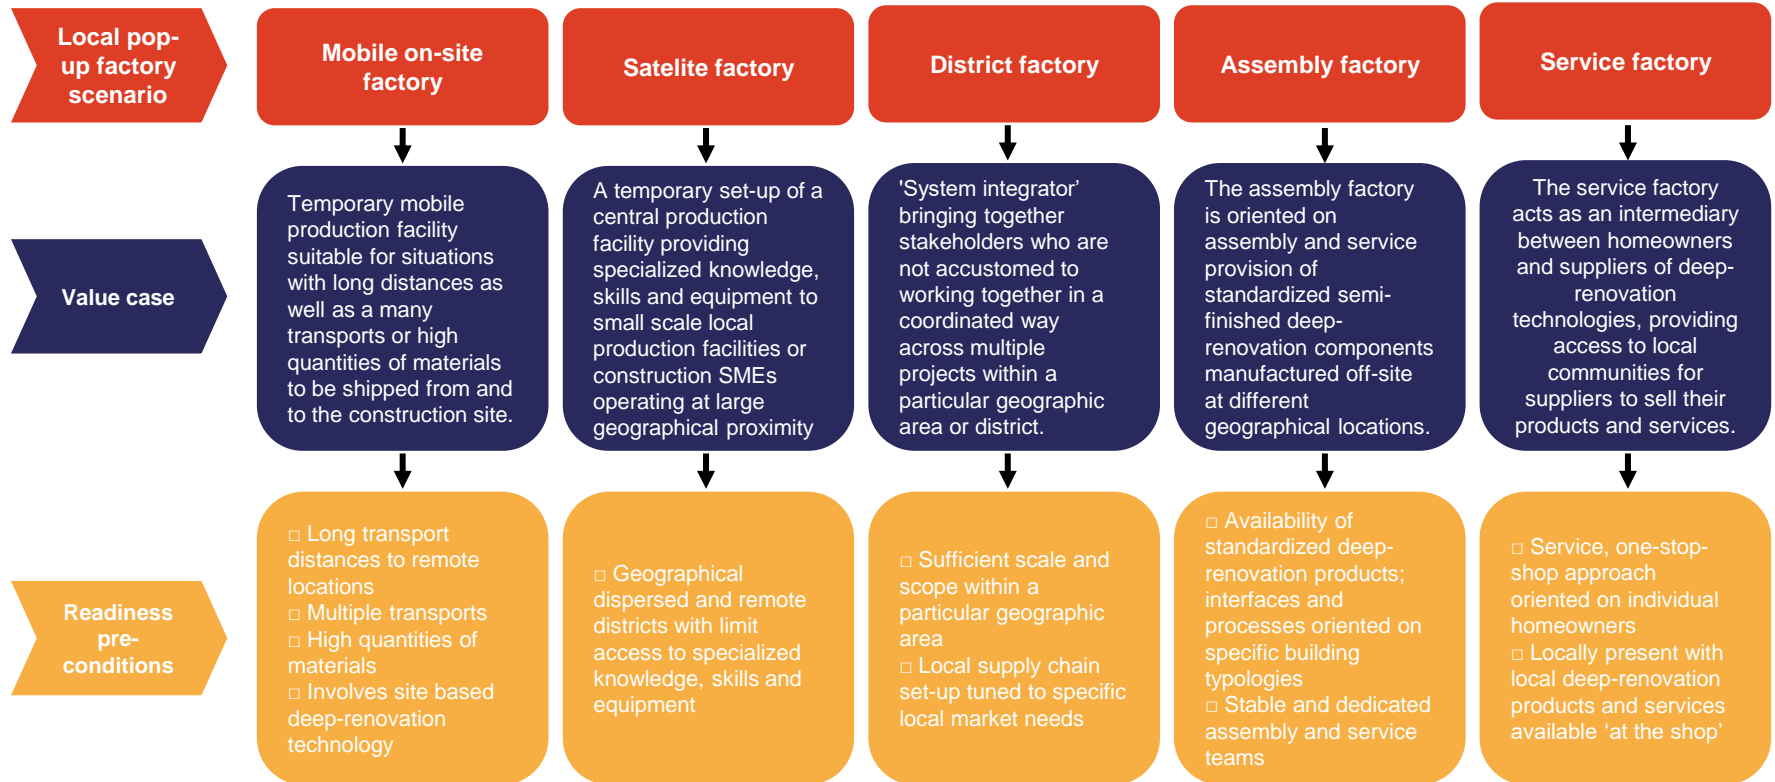 Local pop-
up factory
scenario
Mobile on-site
factory
Satelite factory
District factory
Assembly factory
Service factory
Value case
Temporary mobile
production facility
suitable for situations
with long distances as
well as a many
transports or high
quantities of materials
to be shipped from and
to the construction site.
A temporary set-up of a
central production
facility providing
specialized knowledge,
skills and equipment to
small scale local
production facilities or
construction SMEs
operating at large
geographical proximity
'System integrator’
bringing together
stakeholders who are
not accustomed to
working together in a
coordinated way
across multiple
projects within a
particular geographic
area or district.
The assembly factory
is oriented on
assembly and service
provision of
standardized semi-
finished deep-
renovation components
manufactured off-site
at different
geographical locations.
The service factory
acts as an intermediary
between homeowners
and suppliers of deep-
renovation
technologies, providing
access to local
communities for
suppliers to sell their
products and services.
Readiness
pre-
conditions
□ Long transport
distances to remote
locations
□ Multiple transports
□ High quantities of
materials
□ Involves site based
deep-renovation
technology
□ Geographical
dispersed and remote
districts with limit
access to specialized
knowledge, skills and
equipment
□ Sufficient scale and
scope within a
particular geographic
area
□ Local supply chain
set-up tuned to specific
local market needs
□ Availability of
standardized deep-
renovation products;
interfaces and
processes oriented on
specific building
typologies
□ Stable and dedicated
assembly and service
teams
□ Service, one-stop-
shop approach
oriented on individual
homeowners
□ Locally present with
local deep-renovation
products and services
available ‘at the shop’